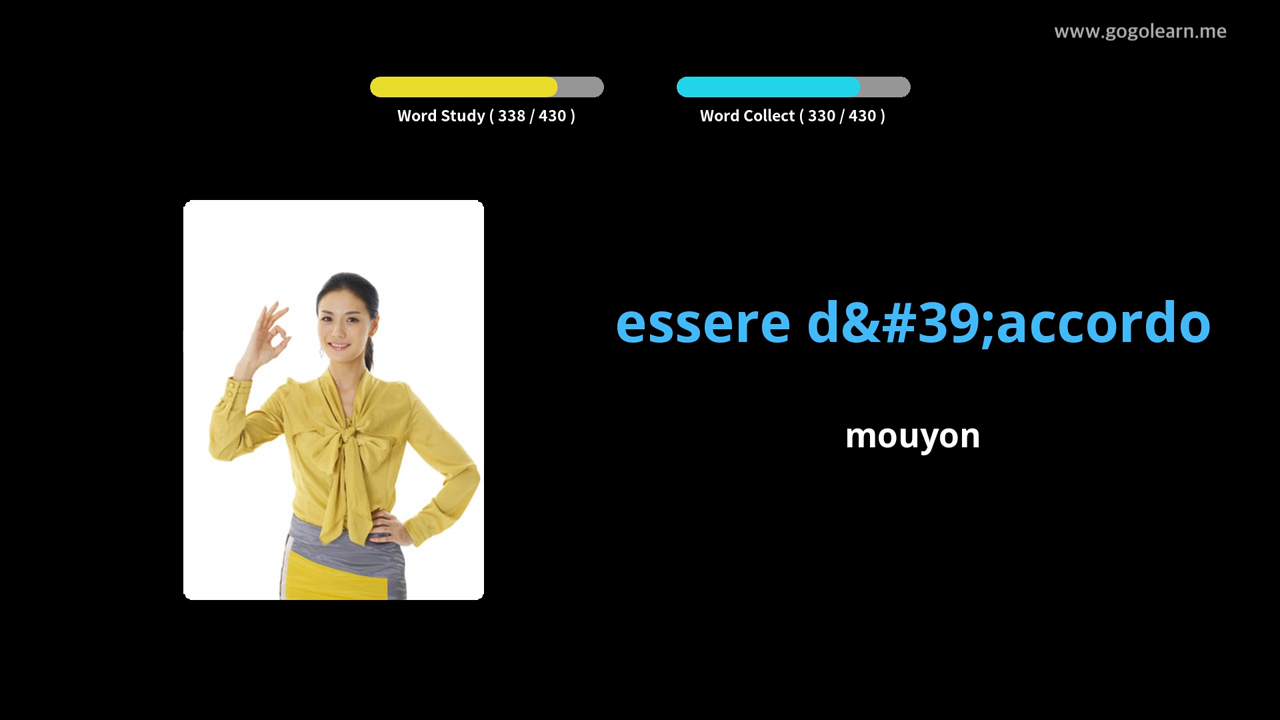 www.gogolearn.me
Word Study ( 338 / 430 )
Word Collect ( 330 / 430 )
essere d&#39;accordo
mouyon